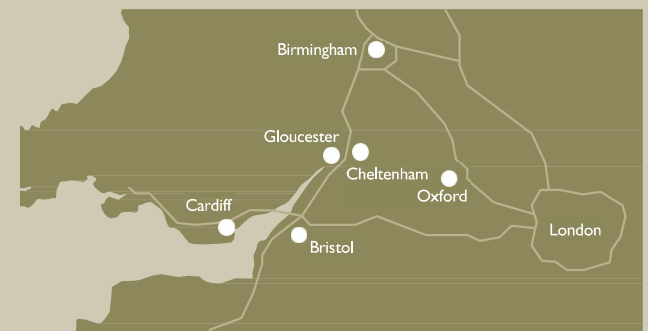 Birmingham
Gloucester
Cheltenham
Oxford
Cardiff
London
Bristol